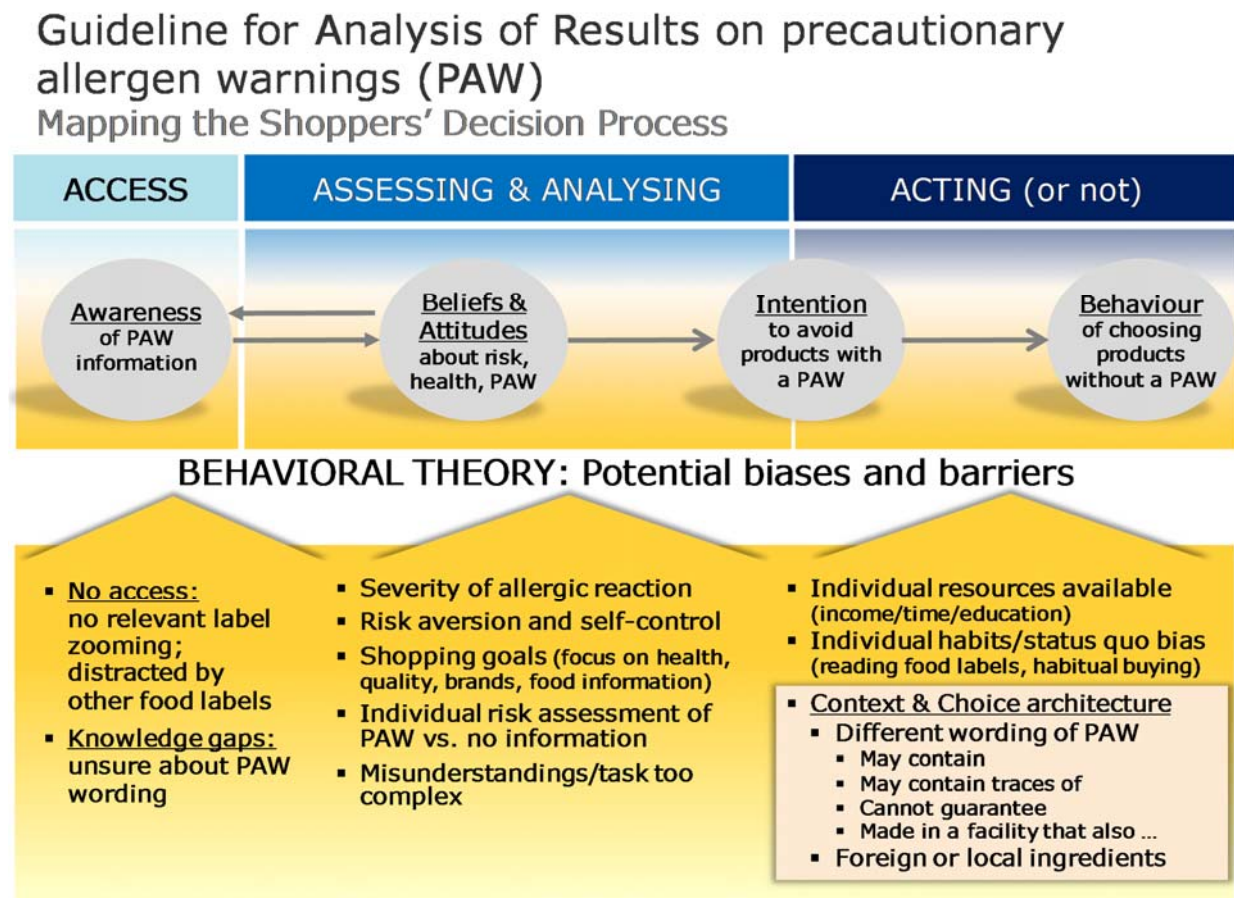 Guideline for Analysis of Results on precautionary
allergen warnings (PAW)
Mapping the Shoppers' Decision Process
ACCESS
ASSESSING & ANALYSING
ACTING (or not)
Awareness
of PAW
information
Beliefs &
Attitudes
about risk,
health, PAW
Intention
to avoid
products with
a PAW
Behaviour
of choosing
products
without a PAW
BEHAVIORAL THEORY: Potential biases and barriers
▪ No access:
no relevant label
zooming;
distracted by
other food labels
▪ Knowledge gaps:
unsure about PAW
wording
▪ Severity of allergic reaction
▪ Risk aversion and self-control
▪ Shopping goals (focus on health,
quality, brands, food information)
▪ Individual risk assessment of
PAW vs. no information
▪ Misunderstandings/task too
complex
▪ Individual resources available
(income/time/education)
▪ Individual habits/status quo bias
(reading food labels, habitual buying)
▪ Context & Choice architecture
▪ Different wording of PAW
▪ May contain
▪ May contain traces of
▪ Cannot guarantee
▪ Made in a facility that also ...
▪ Foreign or local ingredients